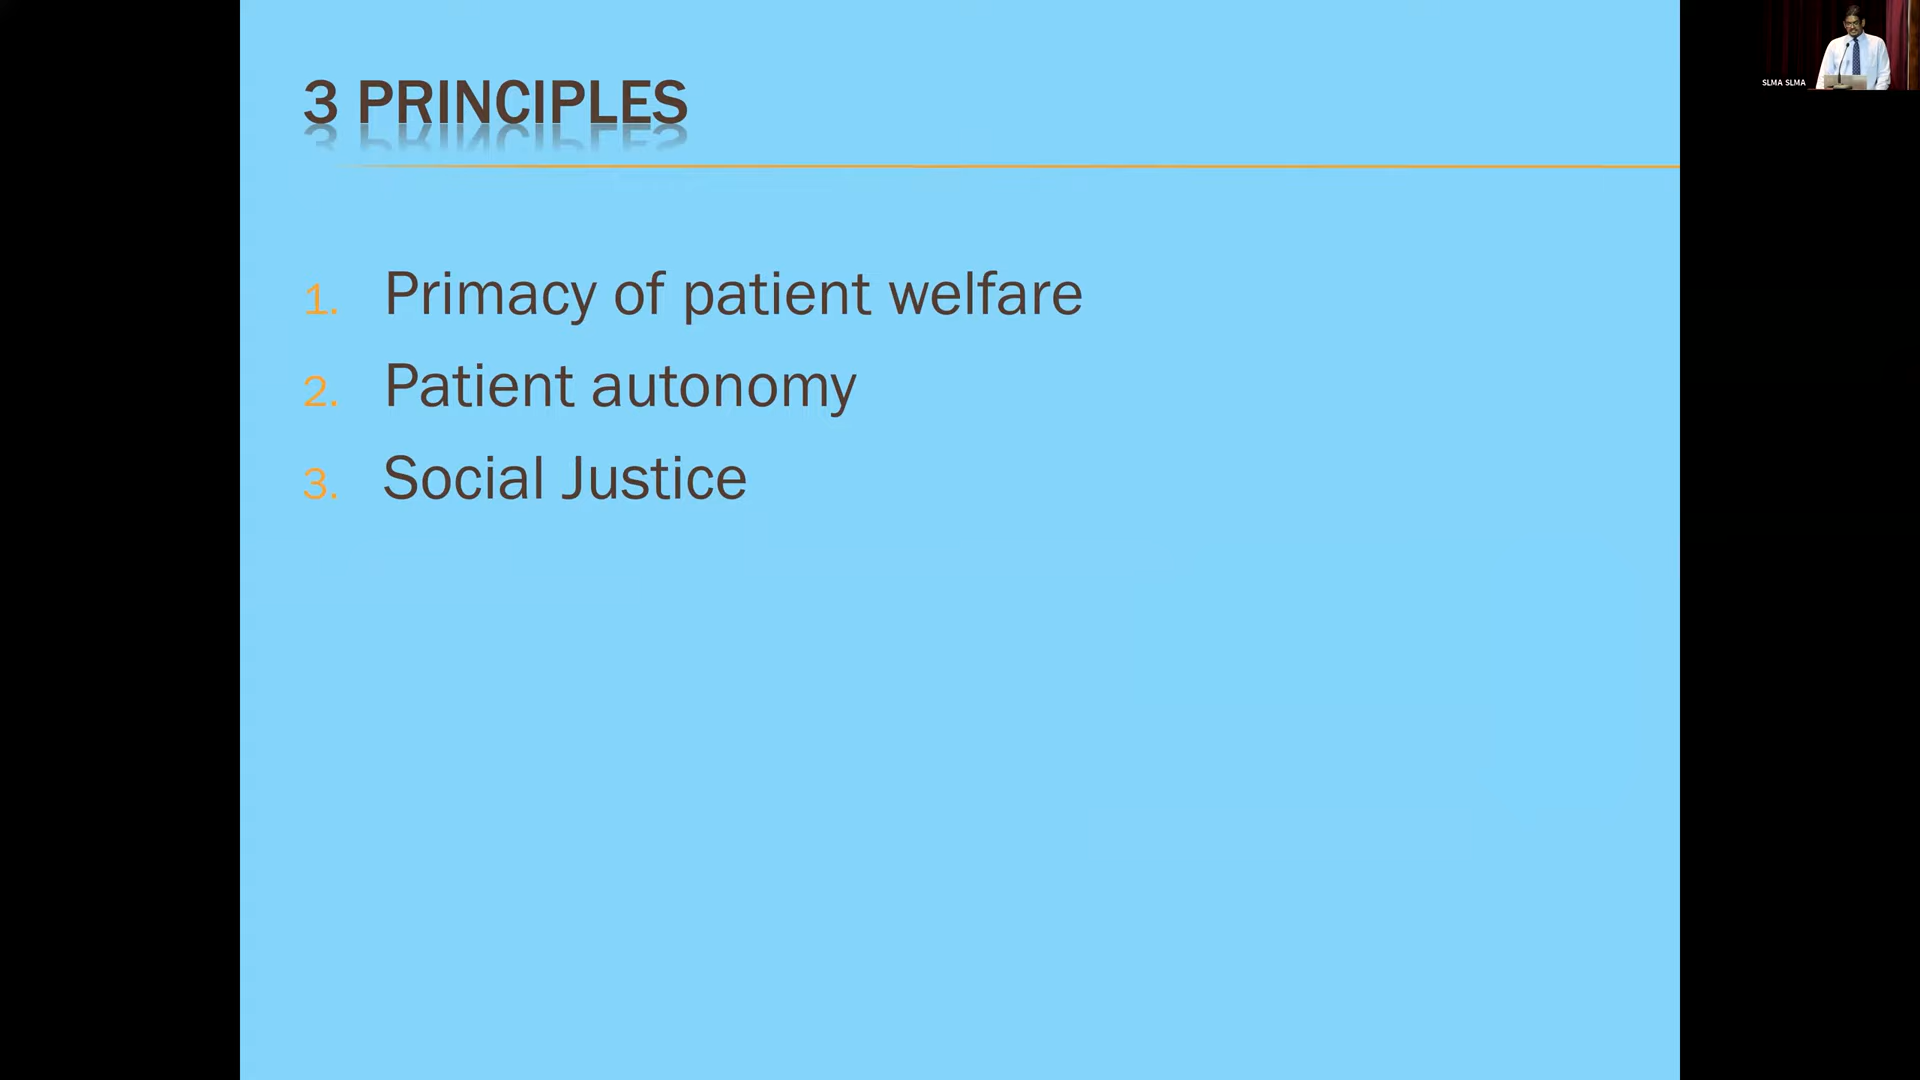 3 PRINCIPLES
SLMA SLMA
1. Primacy of patient welfare
2. Patient autonomy
3. Social Justice